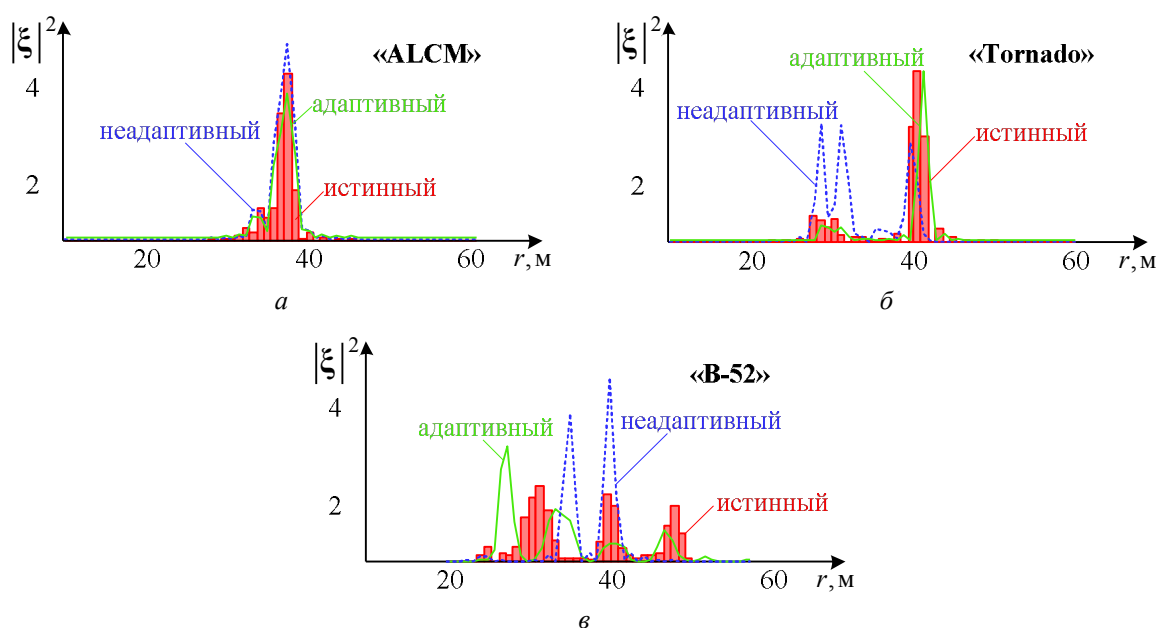 |ξ|² «ALCM»
4
адаптивный
неадаптивный
2
истинный
20 40 60
r, м
а
|ξ|² «Tornado»
адаптивный
4
неадаптивный
истинный
2
20 40 60
r, м
б
|ξ|² «B-52»
4
адаптивный неадаптивный
2
истинный
20 40 60 r, м
в